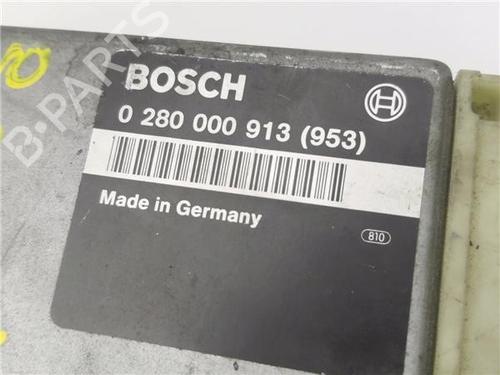 BOSCH
0 280 000 913 (953)
Made in Germany
810
B-PARTS